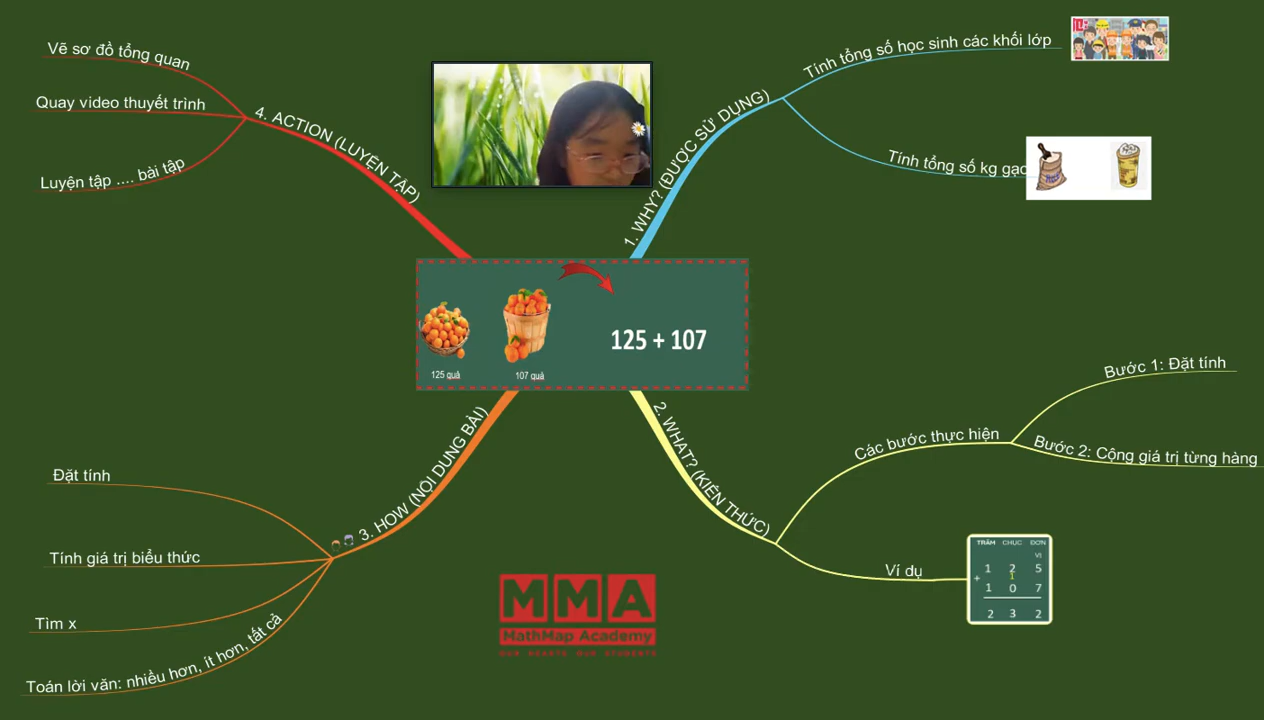 125 + 107
125 quả
107 quả
1. WHY? (ĐƯỢC SỬ DỤNG)
Tính tổng số học sinh các khối lớp
Tính tổng số kg gạo
2. WHAT? (KIẾN THỨC)
Các bước thực hiện
Bước 1: Đặt tính
Bước 2: Cộng giá trị từng hàng
Ví dụ
TRĂM CHỤC ĐƠN VỊ
1 2 5
1
+
1 0 7
2 3 2
3. HOW (NỘI DUNG BÀI)
Đặt tính
Tính giá trị biểu thức
Tìm x
Toán lời văn: nhiều hơn, ít hơn, tất cả
4. ACTION (LUYỆN TẬP)
Vẽ sơ đồ tổng quan
Quay video thuyết trình
Luyện tập .... bài tập
MMA
MathMap Academy